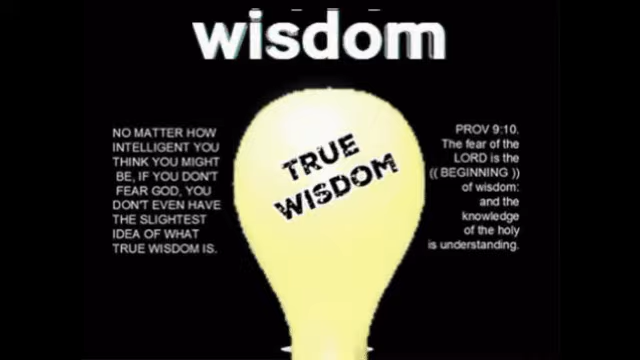 wisdom
TRUE
WISDOM
NO MATTER HOW
INTELLIGENT YOU
THINK YOU MIGHT
BE, IF YOU DON'T
FEAR GOD, YOU
DON'T EVEN HAVE
THE SLIGHTEST
IDEA OF WHAT
TRUE WISDOM IS.
PROV 9:10.
The fear of the
LORD is the
(( BEGINNING ))
of wisdom:
and the
knowledge
of the holy
is understanding.